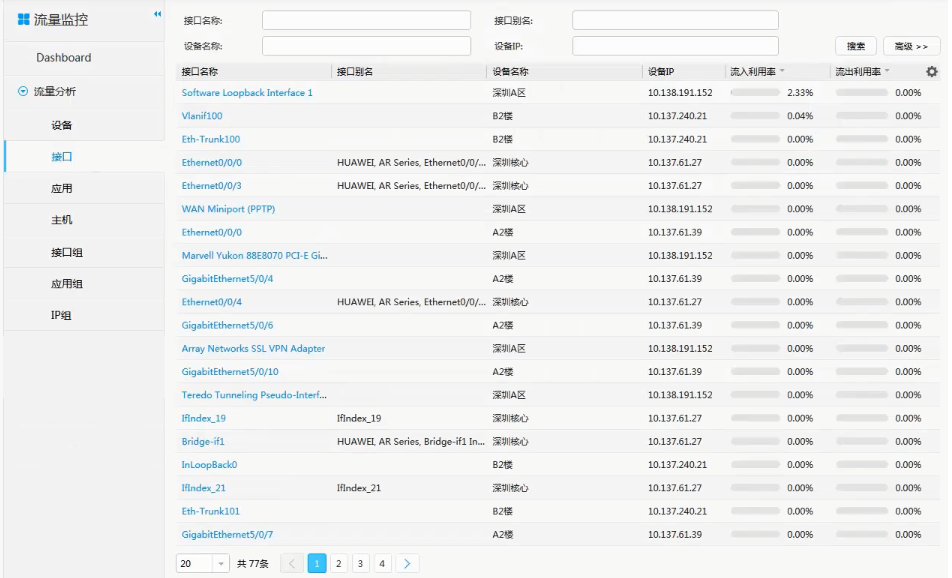 流量监控
Dashboard
流量分析
设备
接口
应用
主机
接口组
应用组
IP组
接口名称: 接口别名:
设备名称: 设备IP: 搜索 高级 >>
接口名称 接口别名 设备名称 设备IP 流入利用率 流出利用率
Software Loopback Interface 1 深圳A区 10.138.191.152 2.33% 0.00%
Vlanif100 B2楼 10.137.240.21 0.04% 0.00%
Eth-Trunk100 B2楼 10.137.240.21 0.00% 0.00%
Ethernet0/0/0 HUAWEI, AR Series, Ethernet0/0/... 深圳核心 10.137.61.27 0.00% 0.00%
Ethernet0/0/3 HUAWEI, AR Series, Ethernet0/0/... 深圳核心 10.137.61.27 0.00% 0.00%
WAN Miniport (PPTP) 深圳A区 10.138.191.152 0.00% 0.00%
Ethernet0/0/0 A2楼 10.137.61.39 0.00% 0.00%
Marvell Yukon 88E8070 PCI-E Gi... 深圳A区 10.138.191.152 0.00% 0.00%
GigabitEthernet5/0/4 A2楼 10.137.61.39 0.00% 0.00%
Ethernet0/0/4 HUAWEI, AR Series, Ethernet0/0/... 深圳核心 10.137.61.27 0.00% 0.00%
GigabitEthernet5/0/6 A2楼 10.137.61.39 0.00% 0.00%
Array Networks SSL VPN Adapter 深圳A区 10.138.191.152 0.00% 0.00%
GigabitEthernet5/0/10 A2楼 10.137.61.39 0.00% 0.00%
Teredo Tunneling Pseudo-Interf... 深圳A区 10.138.191.152 0.00% 0.00%
IfIndex_19 IfIndex_19 深圳核心 10.137.61.27 0.00% 0.00%
Bridge-if1 HUAWEI, AR Series, Bridge-if1 In... 深圳核心 10.137.61.27 0.00% 0.00%
InLoopBack0 B2楼 10.137.240.21 0.00% 0.00%
IfIndex_21 IfIndex_21 深圳核心 10.137.61.27 0.00% 0.00%
Eth-Trunk101 B2楼 10.137.240.21 0.00% 0.00%
GigabitEthernet5/0/7 A2楼 10.137.61.39 0.00% 0.00%
20 共 77条 1 2 3 4